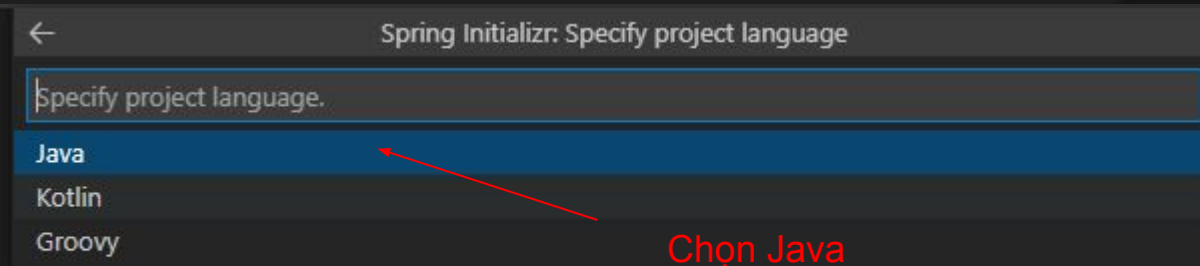 Spring Initializr: Specify project language
Specify project language.
Java
Kotlin
Groovy
Chọn Java